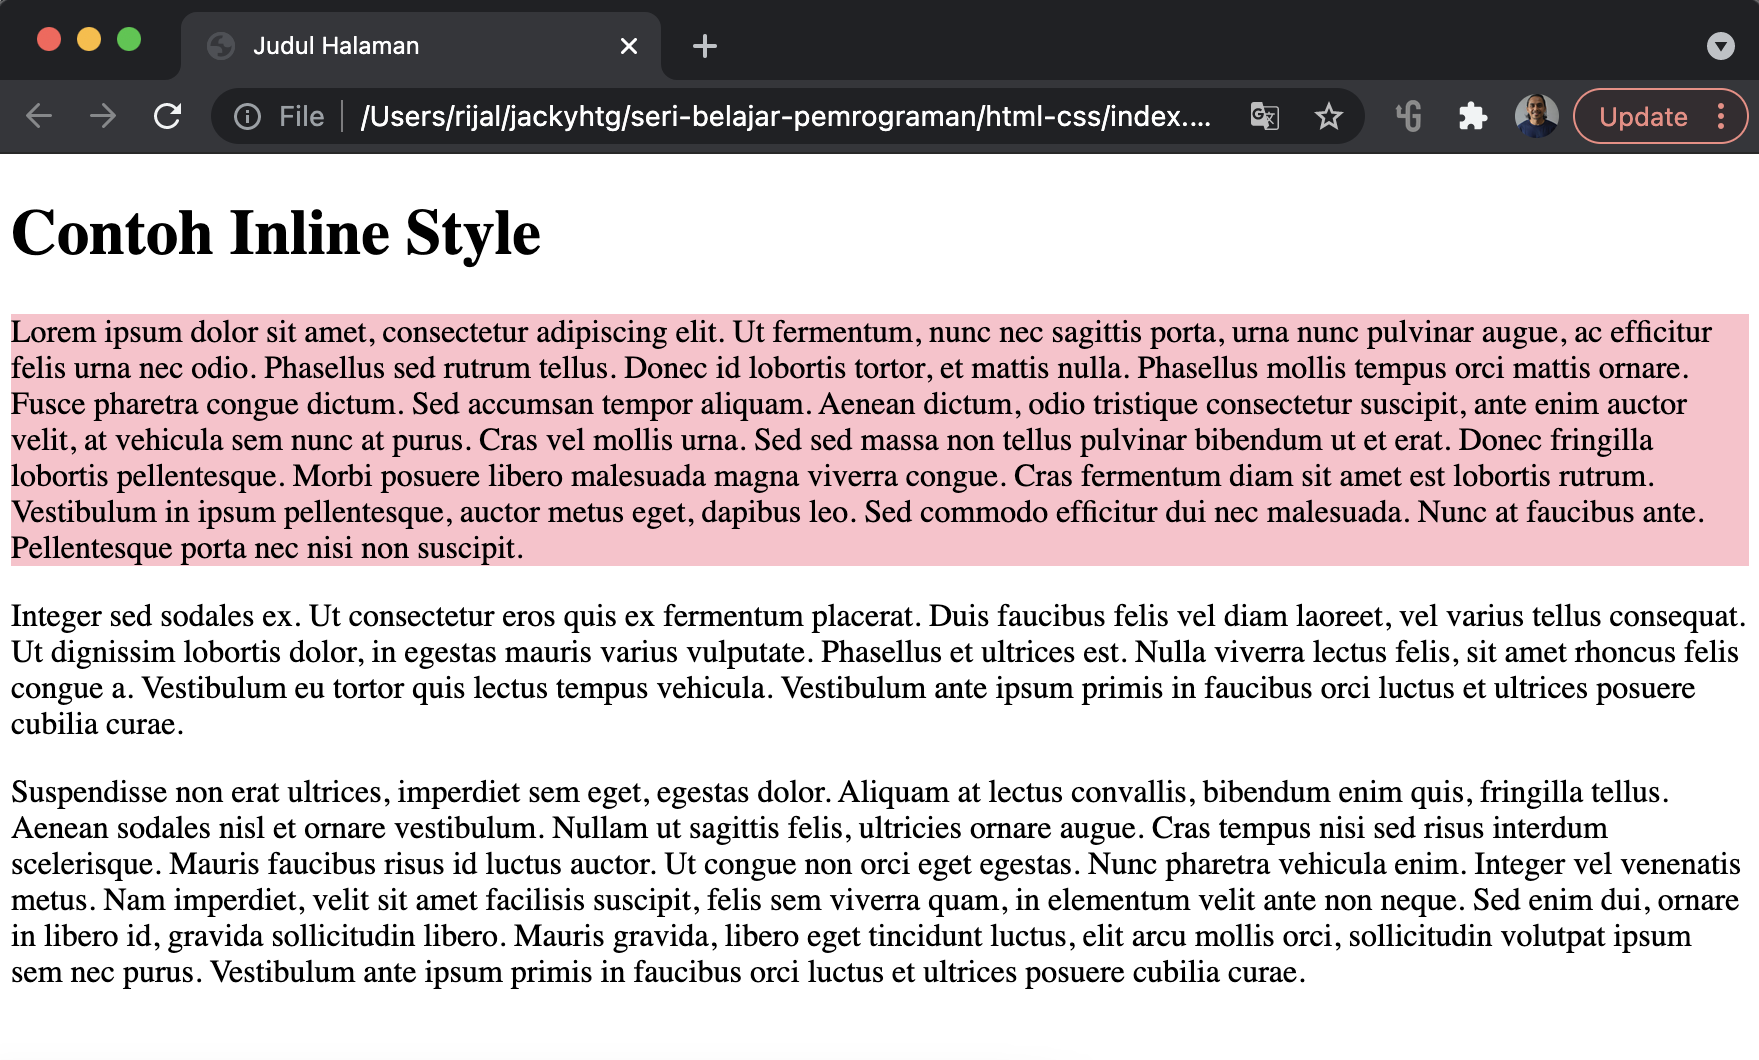 Judul Halaman
File
/Users/rijal/jackyhtg/seri-belajar-pemrograman/html-css/index....
Update
Contoh Inline Style
Lorem ipsum dolor sit amet, consectetur adipiscing elit. Ut fermentum, nunc nec sagittis porta, urna nunc pulvinar augue, ac efficitur
felis urna nec odio. Phasellus sed rutrum tellus. Donec id lobortis tortor, et mattis nulla. Phasellus mollis tempus orci mattis ornare.
Fusce pharetra congue dictum. Sed accumsan tempor aliquam. Aenean dictum, odio tristique consectetur suscipit, ante enim auctor
velit, at vehicula sem nunc at purus. Cras vel mollis urna. Sed sed massa non tellus pulvinar bibendum ut et erat. Donec fringilla
lobortis pellentesque. Morbi posuere libero malesuada magna viverra congue. Cras fermentum diam sit amet est lobortis rutrum.
Vestibulum in ipsum pellentesque, auctor metus eget, dapibus leo. Sed commodo efficitur dui nec malesuada. Nunc at faucibus ante.
Pellentesque porta nec nisi non suscipit.
Integer sed sodales ex. Ut consectetur eros quis ex fermentum placerat. Duis faucibus felis vel diam laoreet, vel varius tellus consequat.
Ut dignissim lobortis dolor, in egestas mauris varius vulputate. Phasellus et ultrices est. Nulla viverra lectus felis, sit amet rhoncus felis
congue a. Vestibulum eu tortor quis lectus tempus vehicula. Vestibulum ante ipsum primis in faucibus orci luctus et ultrices posuere
cubilia curae.
Suspendisse non erat ultrices, imperdiet sem eget, egestas dolor. Aliquam at lectus convallis, bibendum enim quis, fringilla tellus.
Aenean sodales nisl et ornare vestibulum. Nullam ut sagittis felis, ultricies ornare augue. Cras tempus nisi sed risus interdum
scelerisque. Mauris faucibus risus id luctus auctor. Ut congue non orci eget egestas. Nunc pharetra vehicula enim. Integer vel venenatis
metus. Nam imperdiet, velit sit amet facilisis suscipit, felis sem viverra quam, in elementum velit ante non neque. Sed enim dui, ornare
in libero id, gravida sollicitudin libero. Mauris gravida, libero eget tincidunt luctus, elit arcu mollis orci, sollicitudin volutpat ipsum
sem nec purus. Vestibulum ante ipsum primis in faucibus orci luctus et ultrices posuere cubilia curae.